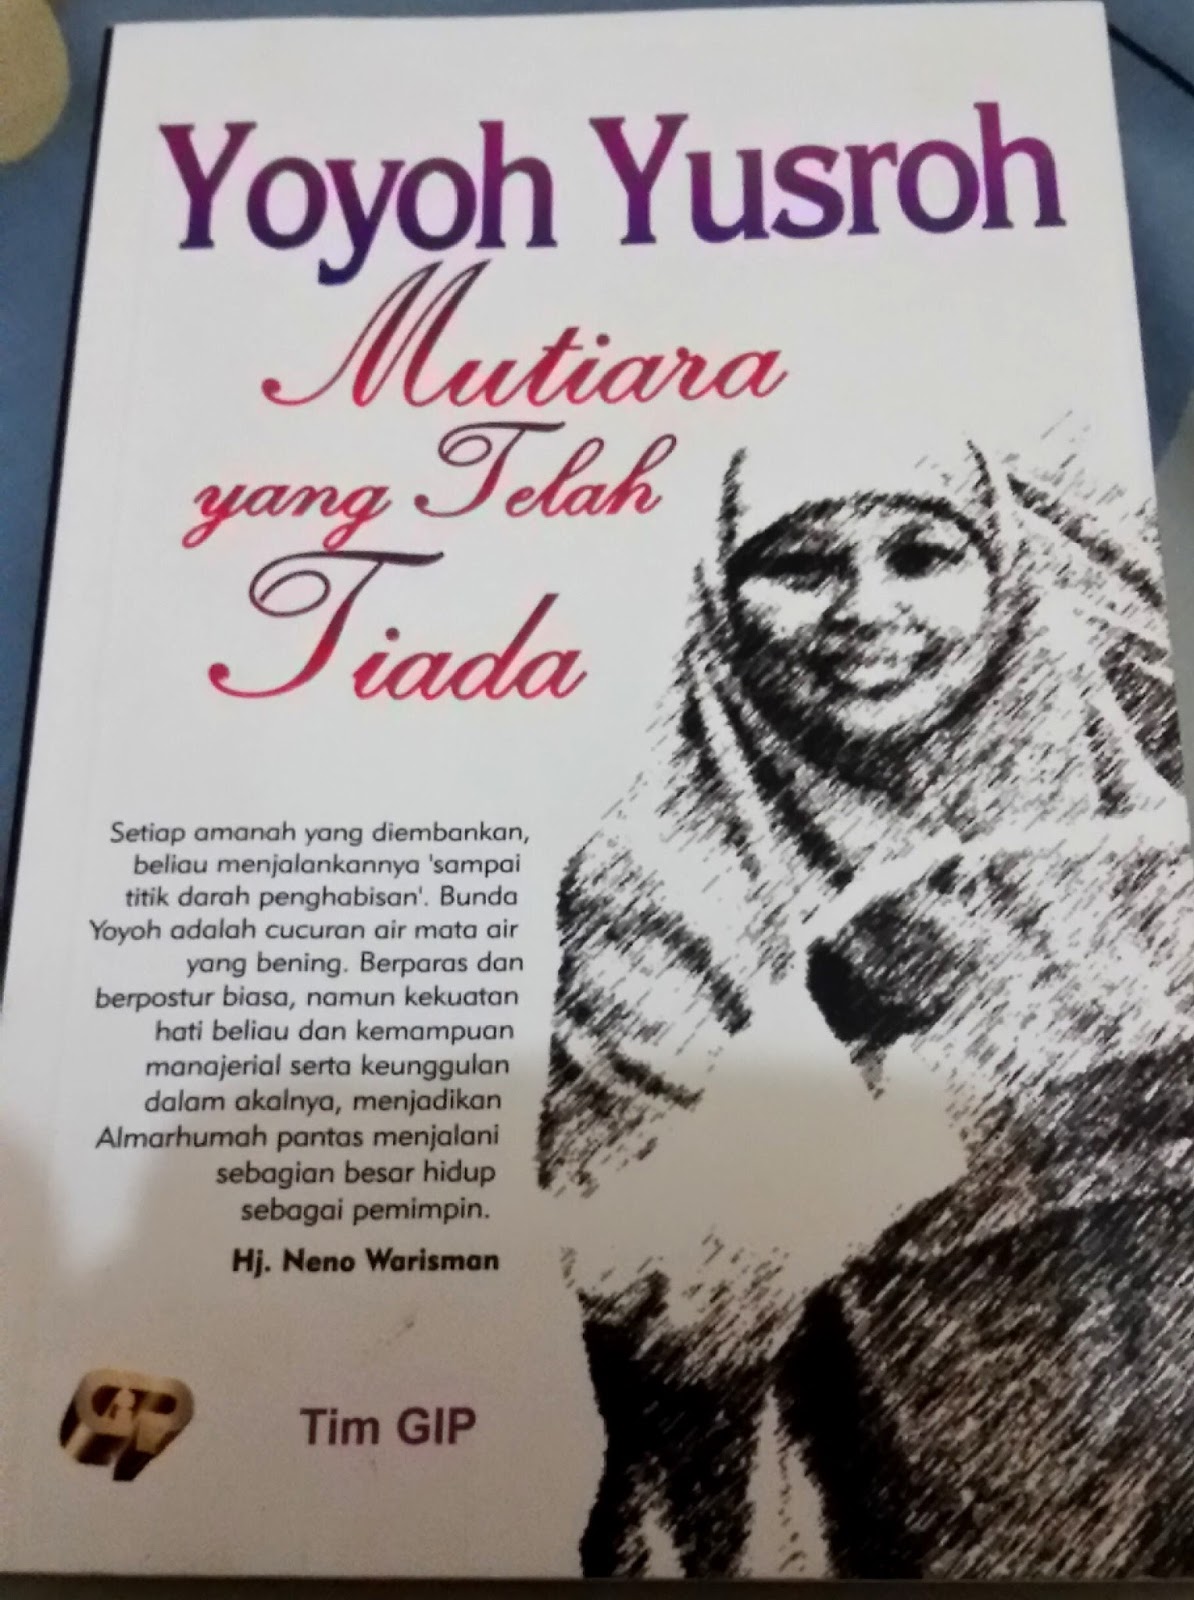 Yoyoh Yusroh
Mutiara
yang Telah
Tiada
Setiap amanah yang diembankan,
beliau menjalankannya 'sampai
titik darah penghabisan'. Bunda
Yoyoh adalah cucuran air mata air
yang bening. Berparas dan
berpostur biasa, namun kekuatan
hati beliau dan kemampuan
manajerial serta keunggulan
dalam akalnya, menjadikan
Almarhumah pantas menjalani
sebagian besar hidup
sebagai pemimpin.
Hj. Neno Warisman
GIP
Tim GIP